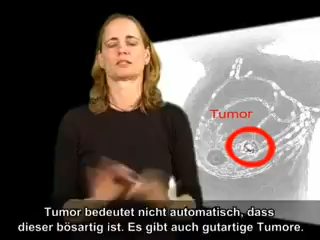 Tumor
Tumor bedeutet nicht automatisch, dass
dieser bösartig ist. Es gibt auch gutartige Tumore.